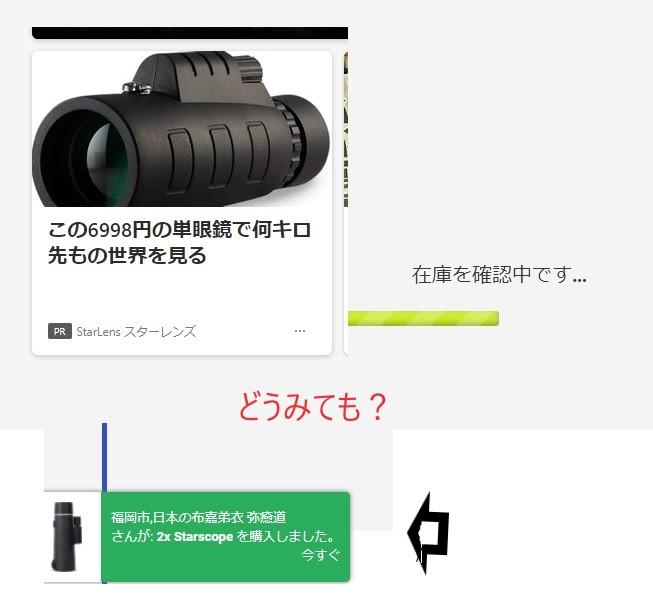 この6998円の単眼鏡で何キロ
先もの世界を見る
PR StarLens スターレンズ ...
在庫を確認中です...
どうみても？
福岡市,日本の布嘉弟衣 弥癒道
さんが: 2x Starscope を購入しました。
今すぐ